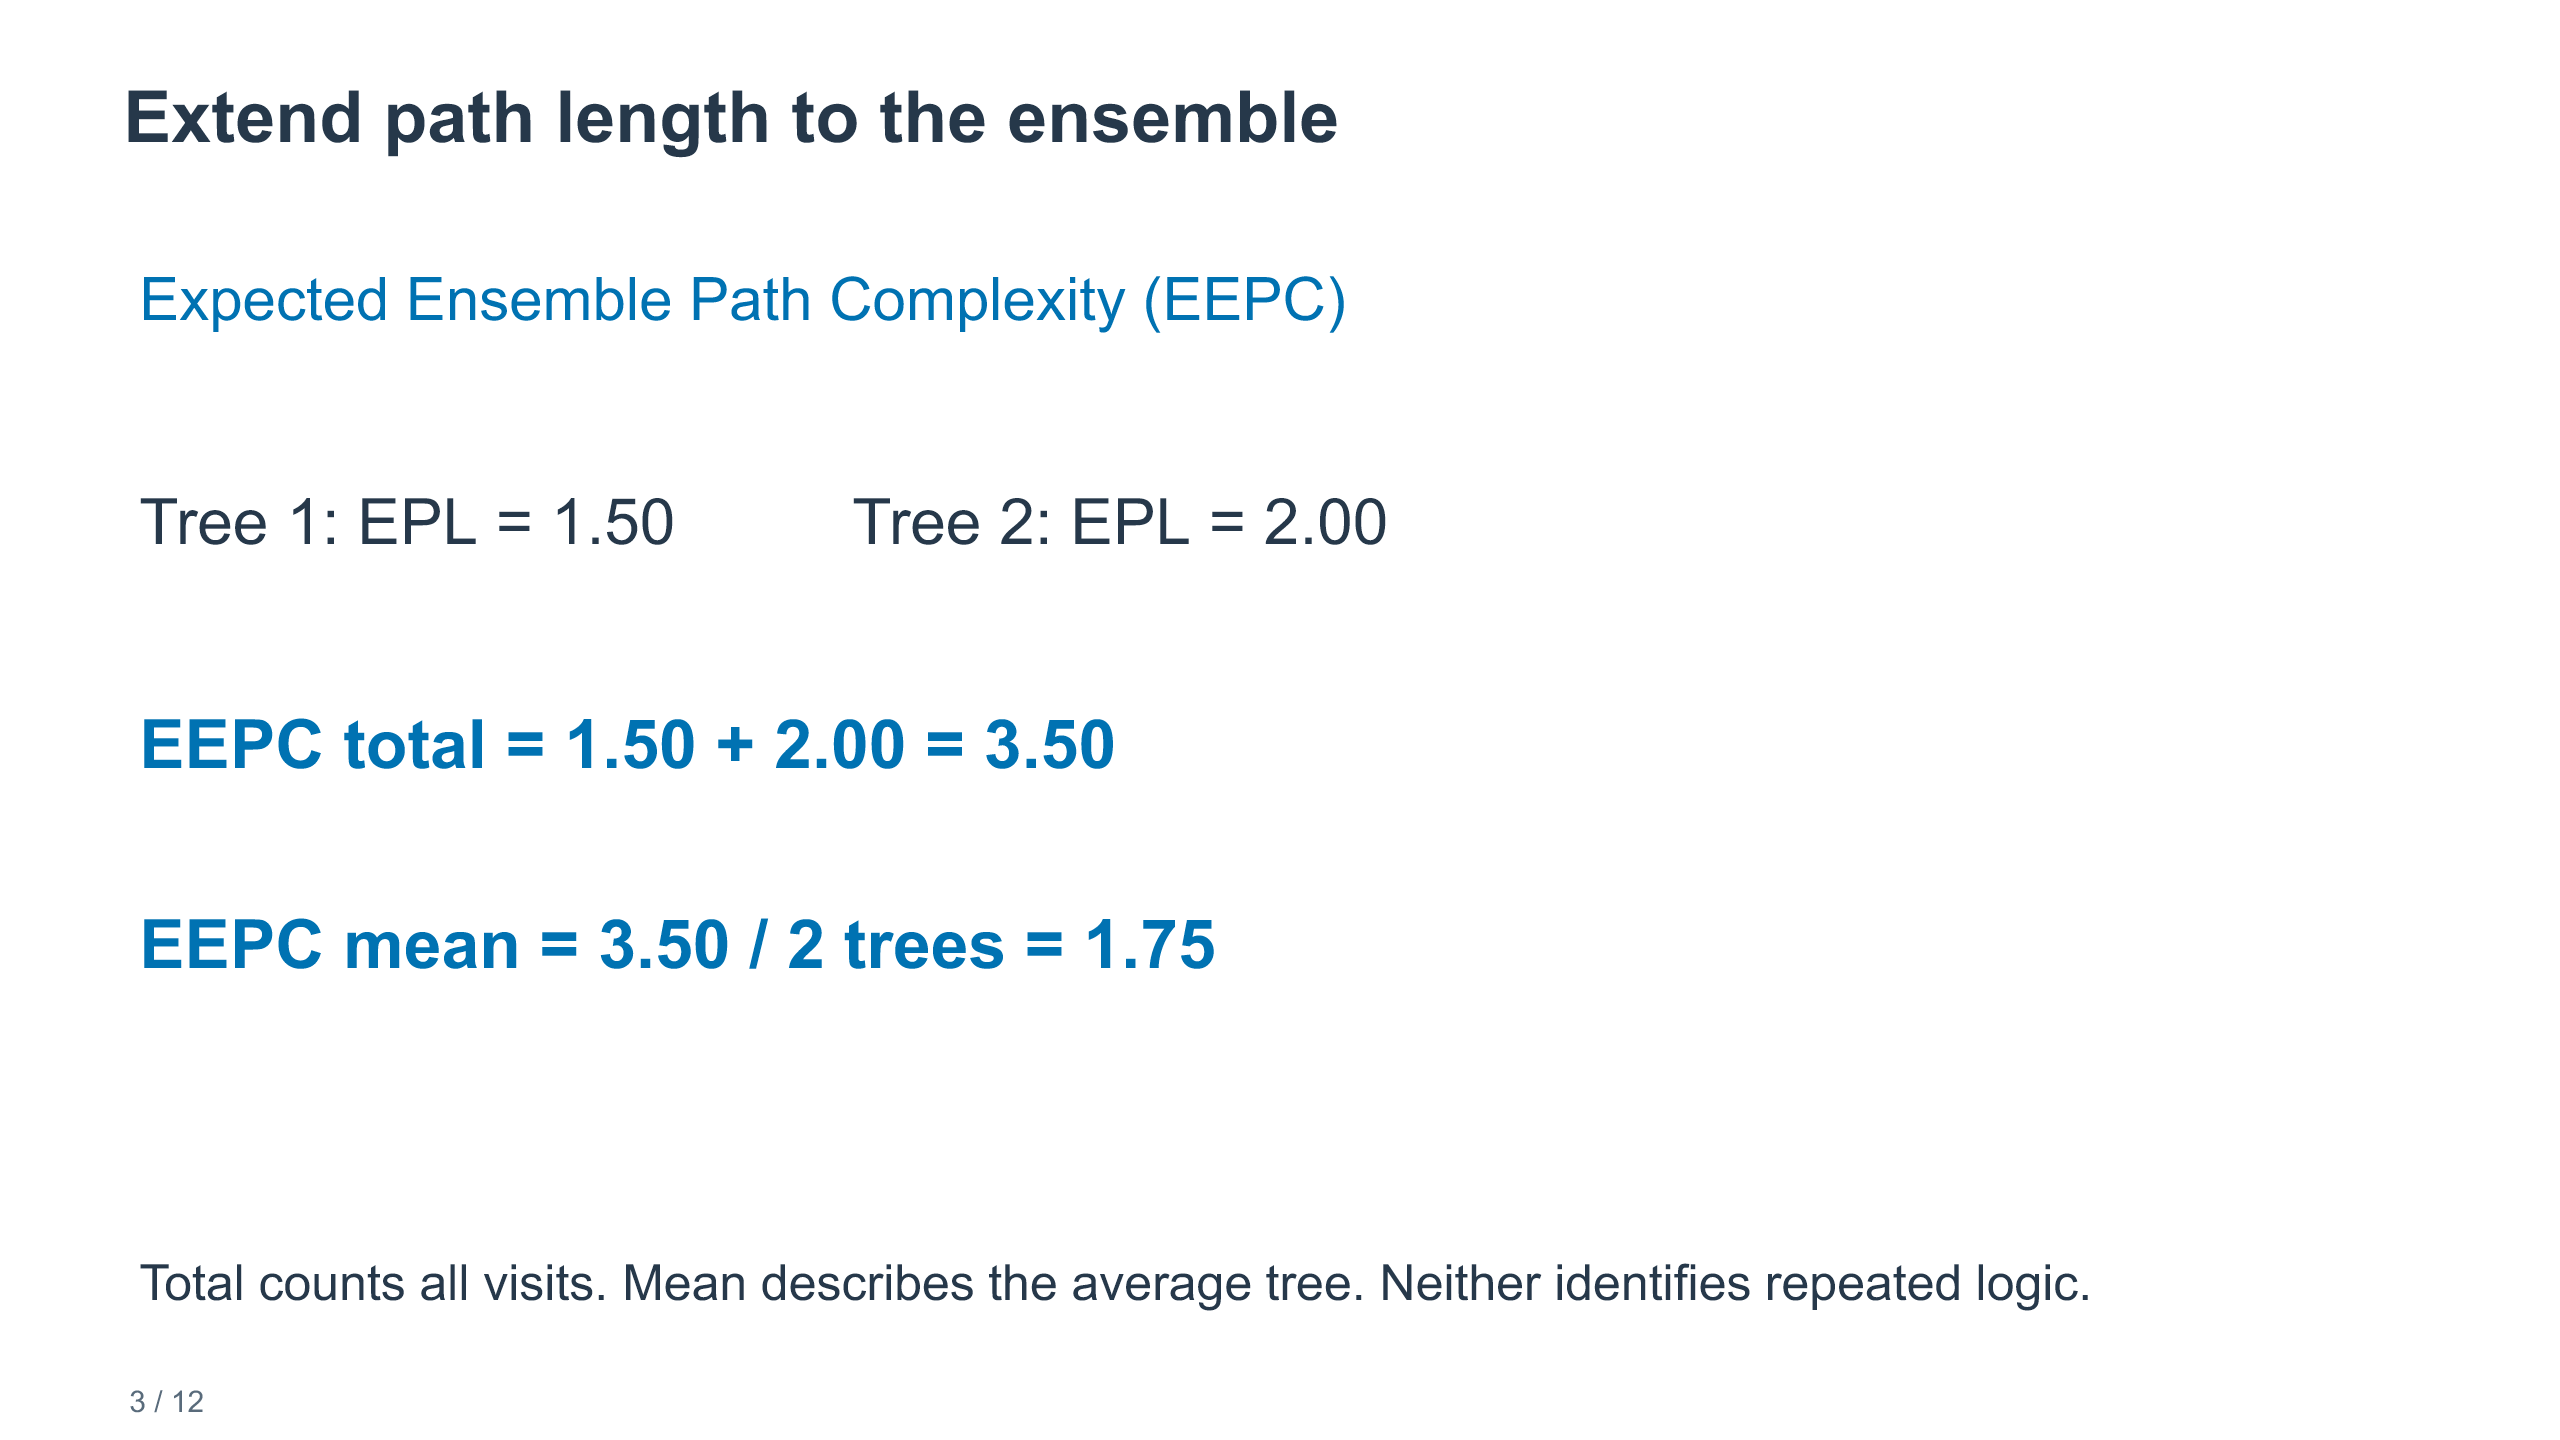 Extend path length to the ensemble
Expected Ensemble Path Complexity (EEPC)
Tree 1: EPL = 1.50 Tree 2: EPL = 2.00
EEPC total = 1.50 + 2.00 = 3.50
EEPC mean = 3.50 / 2 trees = 1.75
Total counts all visits. Mean describes the average tree. Neither identifies repeated logic.
3 / 12